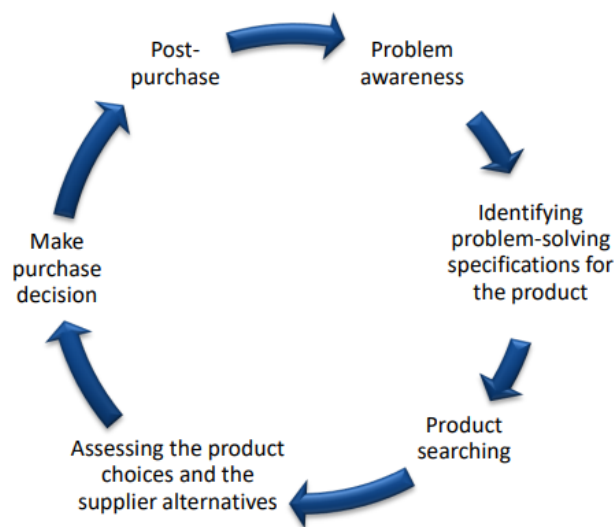 Post-
purchase
Problem
awareness
Identifying
problem-solving
specifications for
the product
Product
searching
Assessing the product
choices and the
supplier alternatives
Make
purchase
decision